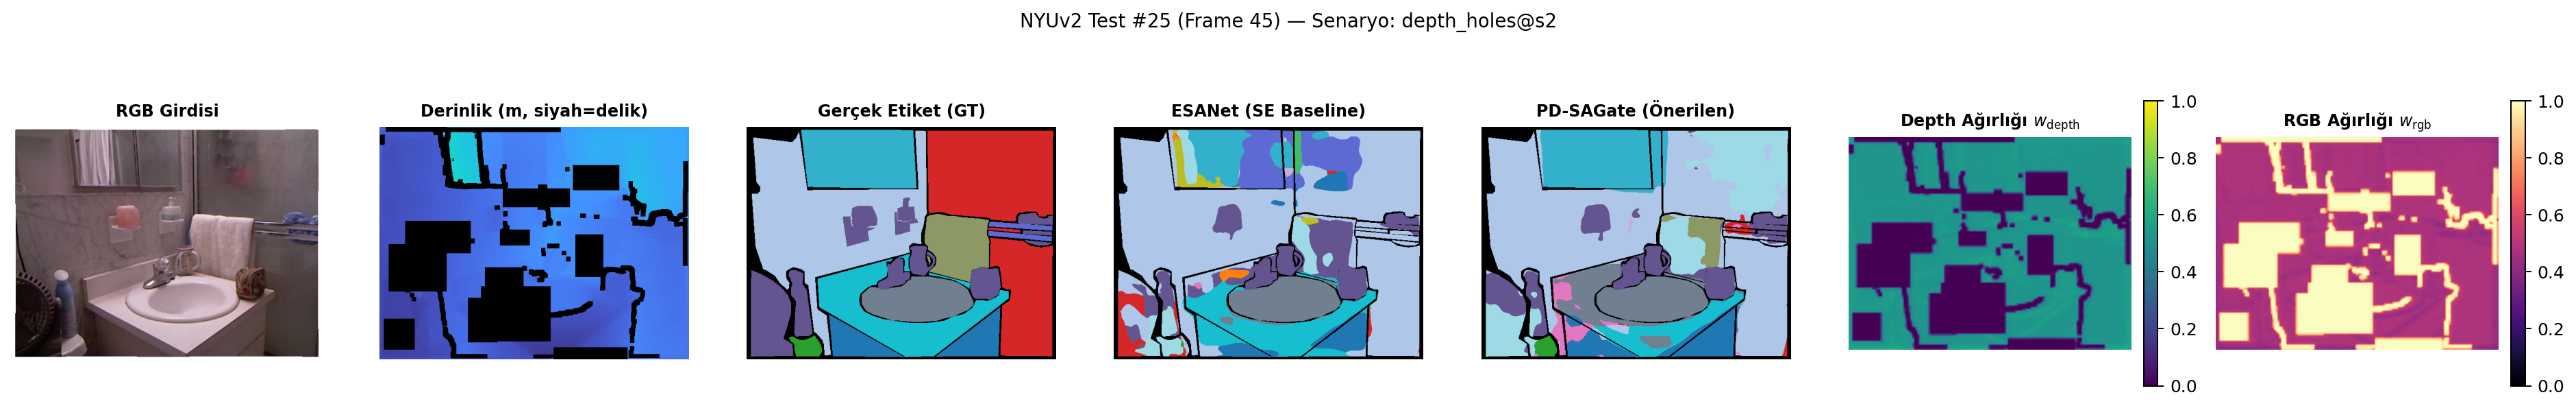 NYUv2 Test #25 (Frame 45) — Senaryo: depth_holes@s2
RGB Girdisi
Derinlik (m, siyah=delik)
Gerçek Etiket (GT)
ESANet (SE Baseline)
PD-SAGate (Önerilen)
Depth Ağırlığı w_depth
1.0
0.8
0.6
0.4
0.2
0.0
RGB Ağırlığı w_rgb
1.0
0.8
0.6
0.4
0.2
0.0